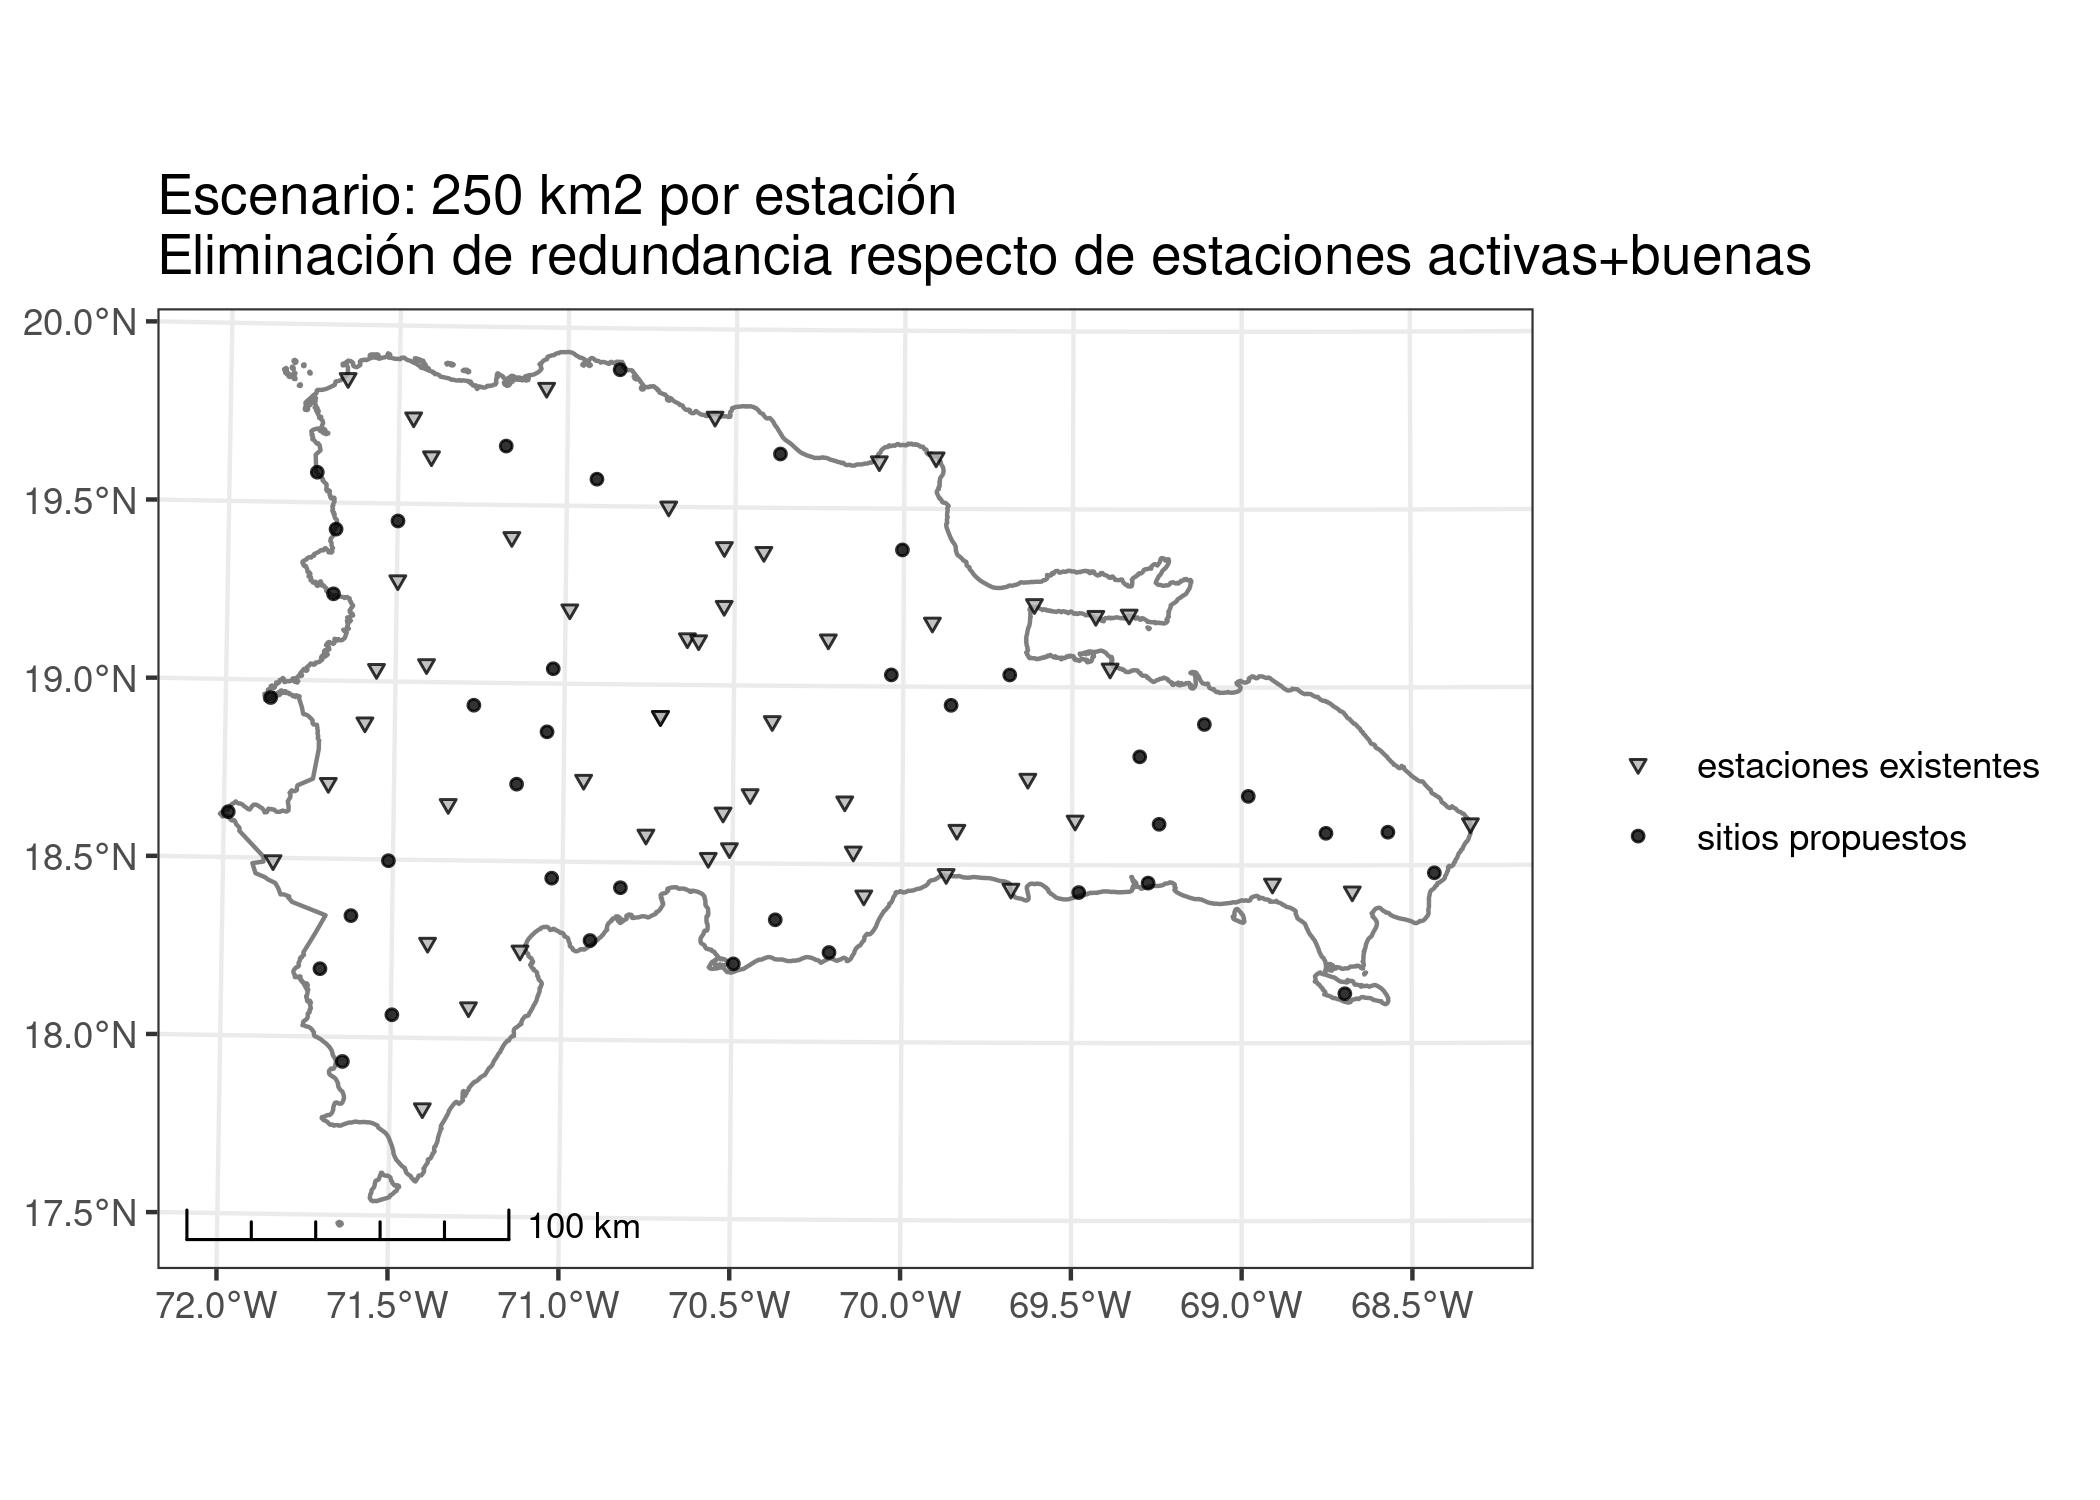 Escenario: 250 km2 por estación
Eliminación de redundancia respecto de estaciones activas+buenas
20.0°N
19.5°N
19.0°N
18.5°N
18.0°N
17.5°N
estaciones existentes
sitios propuestos
100 km
72.0°W 71.5°W 71.0°W 70.5°W 70.0°W 69.5°W 69.0°W 68.5°W